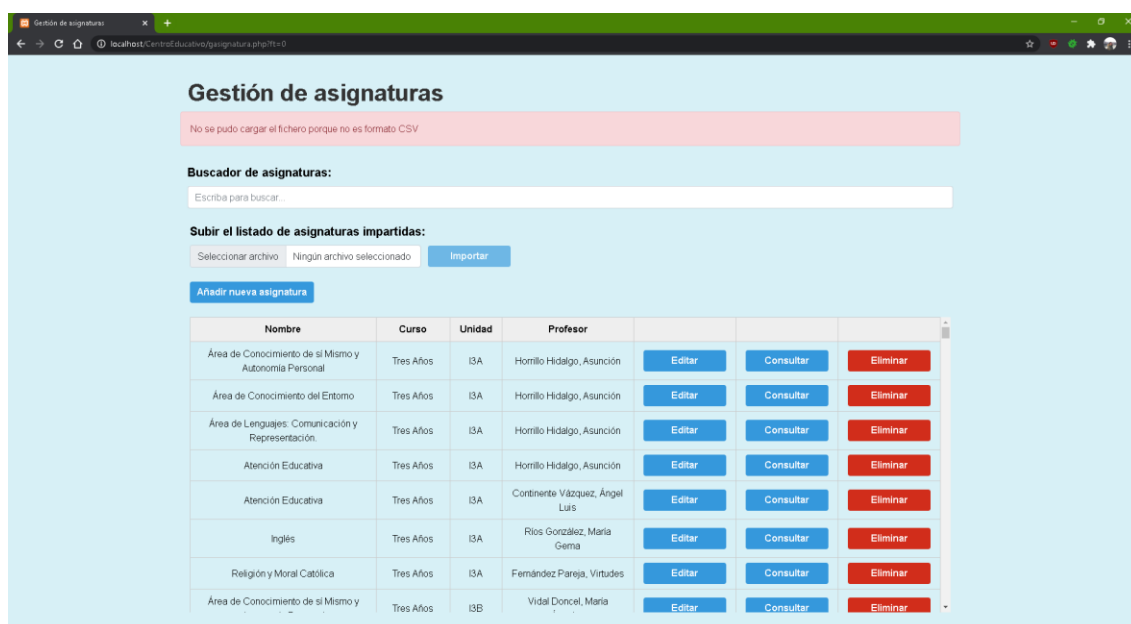 Gestión de asignaturas
localhost/CentroEducativo/gasignatura.php?ft=0
Gestión de asignaturas
No se pudo cargar el fichero porque no es formato CSV
Buscador de asignaturas:
Escriba para buscar...
Subir el listado de asignaturas impartidas:
Seleccionar archivo Ningún archivo seleccionado Importar
Añadir nueva asignatura
Nombre Curso Unidad Profesor
Área de Conocimiento de sí Mismo y
Autonomía Personal Tres Años I3A Horrillo Hidalgo, Asunción Editar Consultar Eliminar
Área de Conocimiento del Entorno Tres Años I3A Horrillo Hidalgo, Asunción Editar Consultar Eliminar
Área de Lenguajes: Comunicación y
Representación. Tres Años I3A Horrillo Hidalgo, Asunción Editar Consultar Eliminar
Atención Educativa Tres Años I3A Horrillo Hidalgo, Asunción Editar Consultar Eliminar
Atención Educativa Tres Años I3A Continente Vázquez, Ángel
Luis Editar Consultar Eliminar
Inglés Tres Años I3A Ríos González, María
Gema Editar Consultar Eliminar
Religión y Moral Católica Tres Años I3A Fernández Pareja, Virtudes Editar Consultar Eliminar
Área de Conocimiento de sí Mismo y Tres Años I3B Vidal Doncel, María Editar Consultar Eliminar